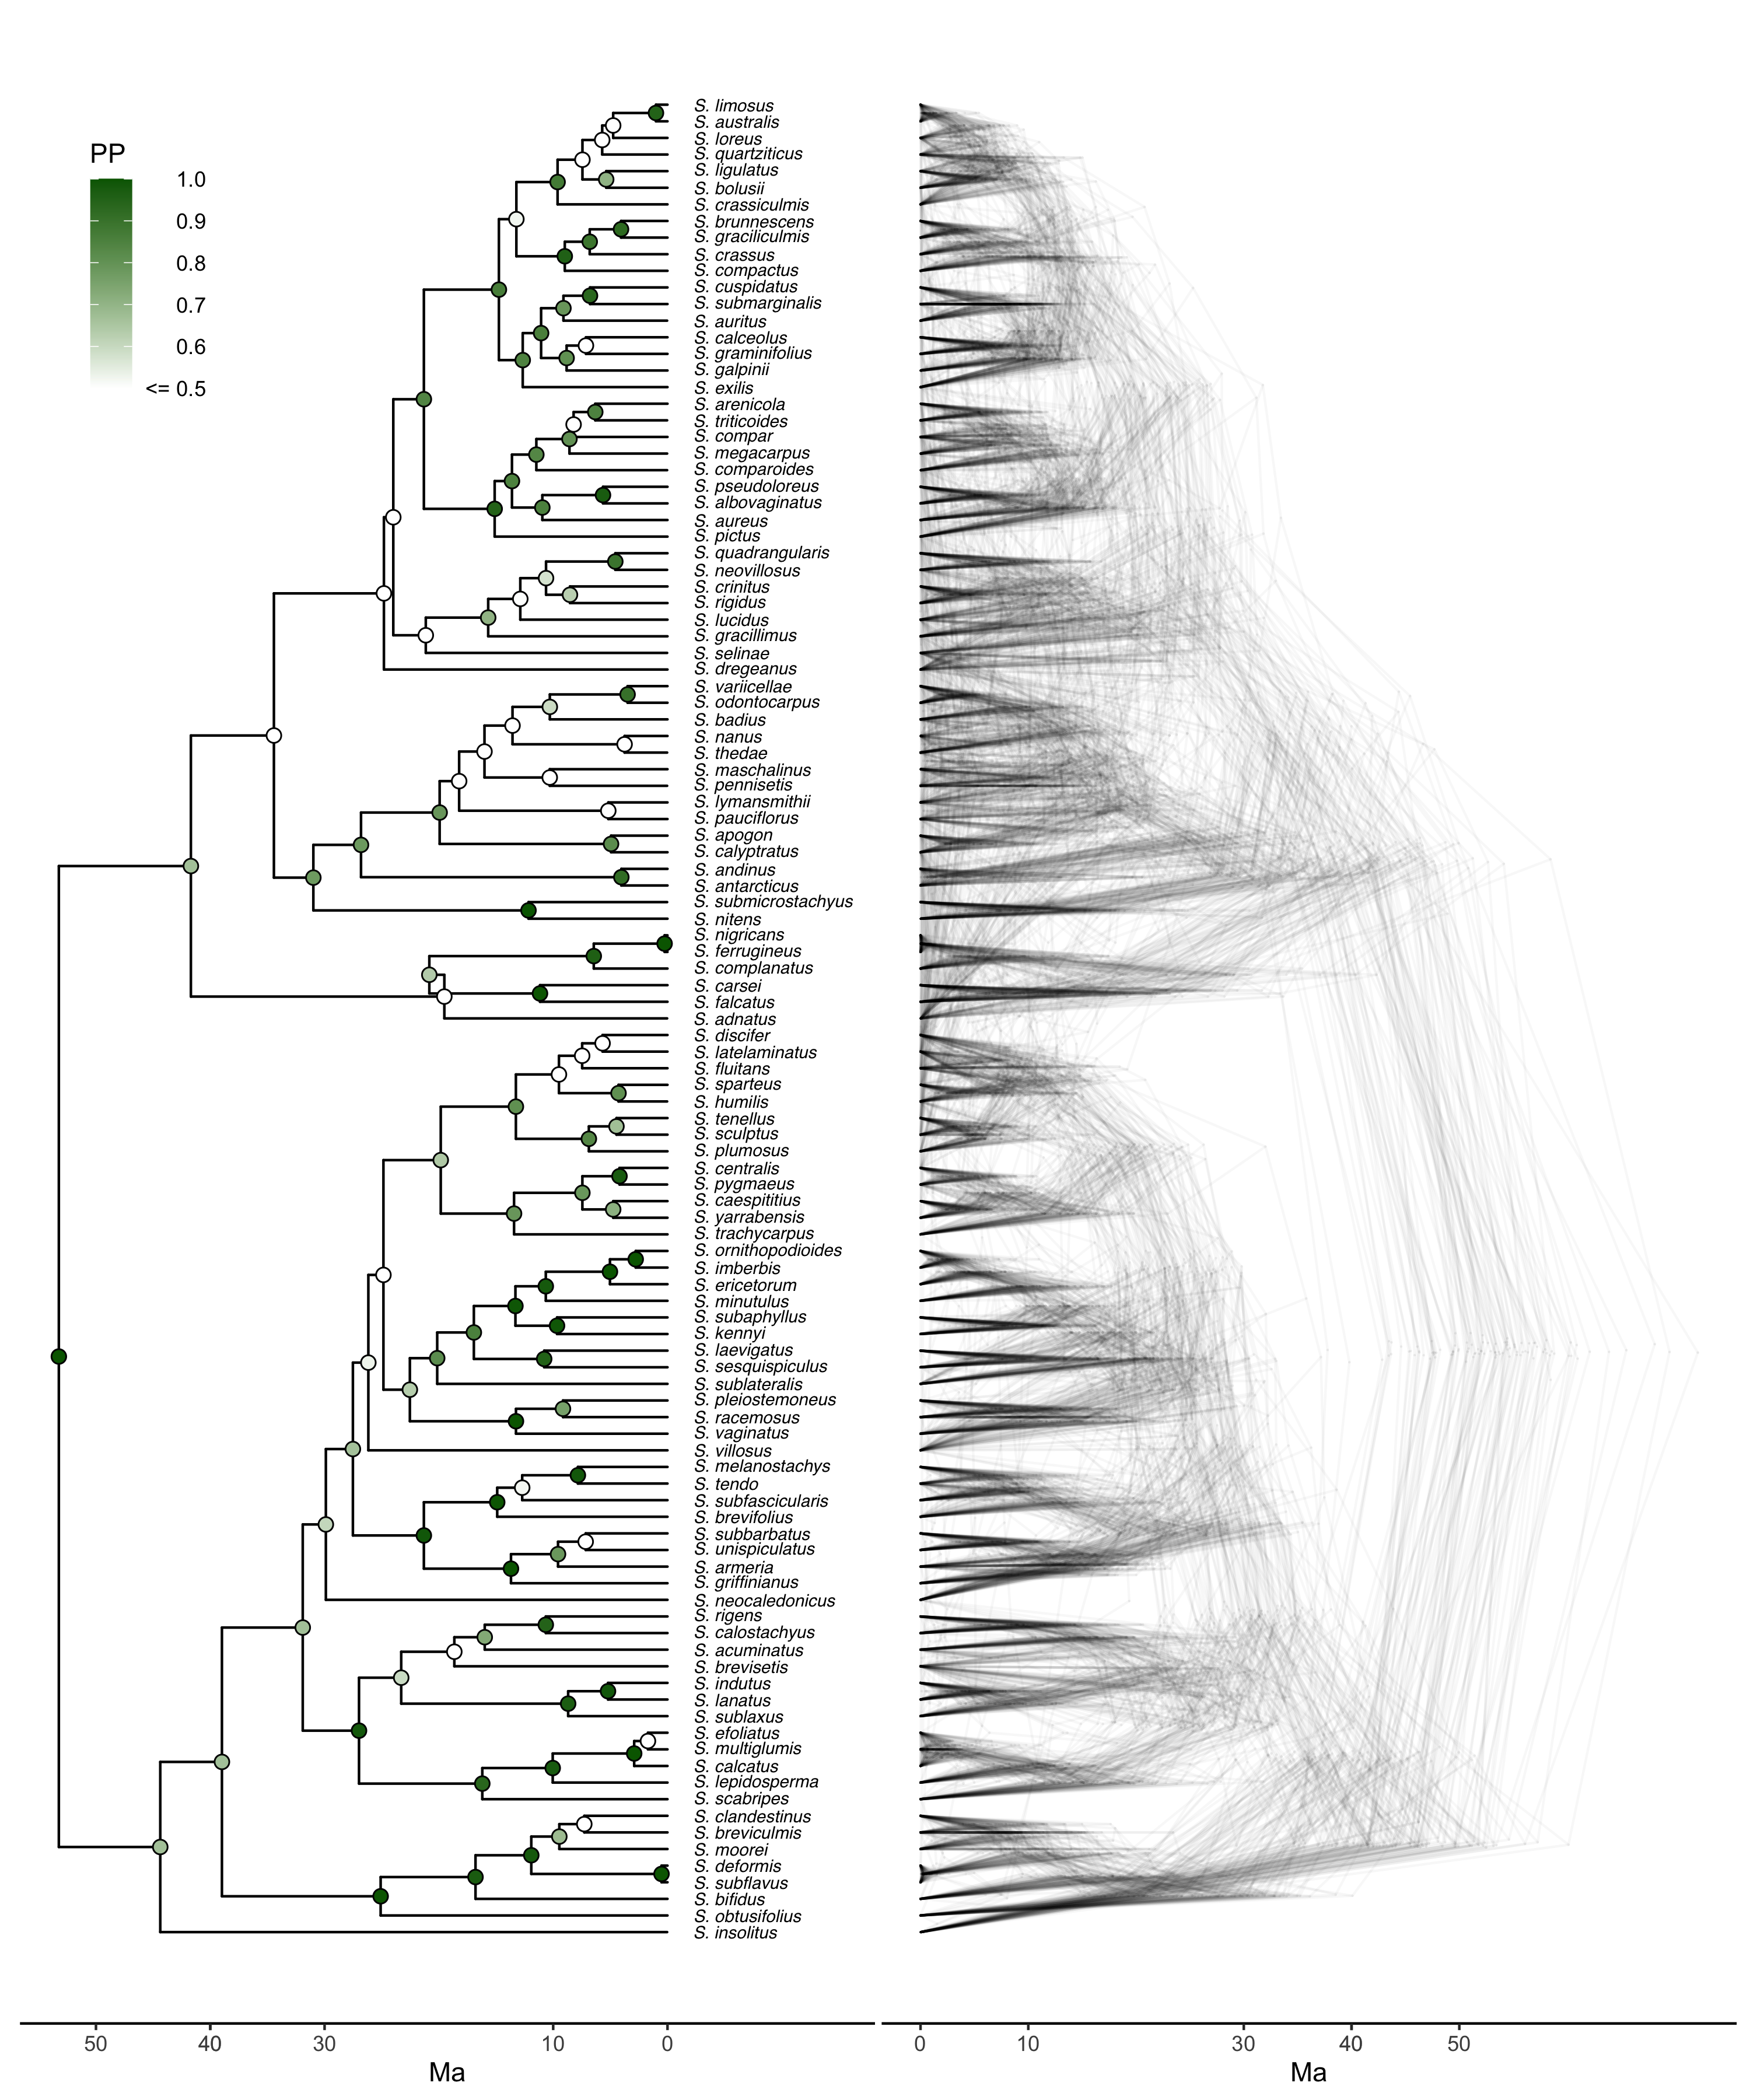 PP
1.0
0.9
0.8
0.7
0.6
<= 0.5
S. limosus
S. australis
S. loreus
S. quartziticus
S. ligulatus
S. bolusii
S. crassiculmis
S. brunnescens
S. graciliculmis
S. crassus
S. compactus
S. cuspidatus
S. submarginalis
S. auritus
S. calceolus
S. graminifolius
S. galpinii
S. exilis
S. arenicola
S. triticoides
S. compar
S. megacarpus
S. comparoides
S. pseudoloreus
S. albovaginatus
S. aureus
S. pictus
S. quadrangularis
S. neovillosus
S. crinitus
S. rigidus
S. lucidus
S. gracillimus
S. selinae
S. dregeanus
S. variicellae
S. odontocarpus
S. badius
S. nanus
S. thedae
S. maschalinus
S. pennisetis
S. lymansmithii
S. pauciflorus
S. apogon
S. calyptratus
S. andinus
S. antarcticus
S. submicrostachyus
S. nitens
S. nigricans
S. ferrugineus
S. complanatus
S. carsei
S. falcatus
S. adnatus
S. discifer
S. latelaminatus
S. fluitans
S. sparteus
S. humilis
S. tenellus
S. sculptus
S. plumosus
S. centralis
S. pygmaeus
S. caespititius
S. yarrabensis
S. trachycarpus
S. ornithopodioides
S. imberbis
S. ericetorum
S. minutulus
S. subaphyllus
S. kennyi
S. laevigatus
S. sesquispiculus
S. sublateralis
S. pleiostemoneus
S. racemosus
S. vaginatus
S. villosus
S. melanostachys
S. tendo
S. subfascicularis
S. brevifolius
S. subbarbatus
S. unispiculatus
S. armeria
S. griffinianus
S. neocaledonicus
S. rigens
S. calostachyus
S. acuminatus
S. brevisetis
S. indutus
S. lanatus
S. sublaxus
S. efoliatus
S. multiglumis
S. calcatus
S. lepidosperma
S. scabripes
S. clandestinus
S. breviculmis
S. moorei
S. deformis
S. subflavus
S. bifidus
S. obtusifolius
S. insolitus
50 40 30 10 0
Ma
0 10 30 40 50
Ma